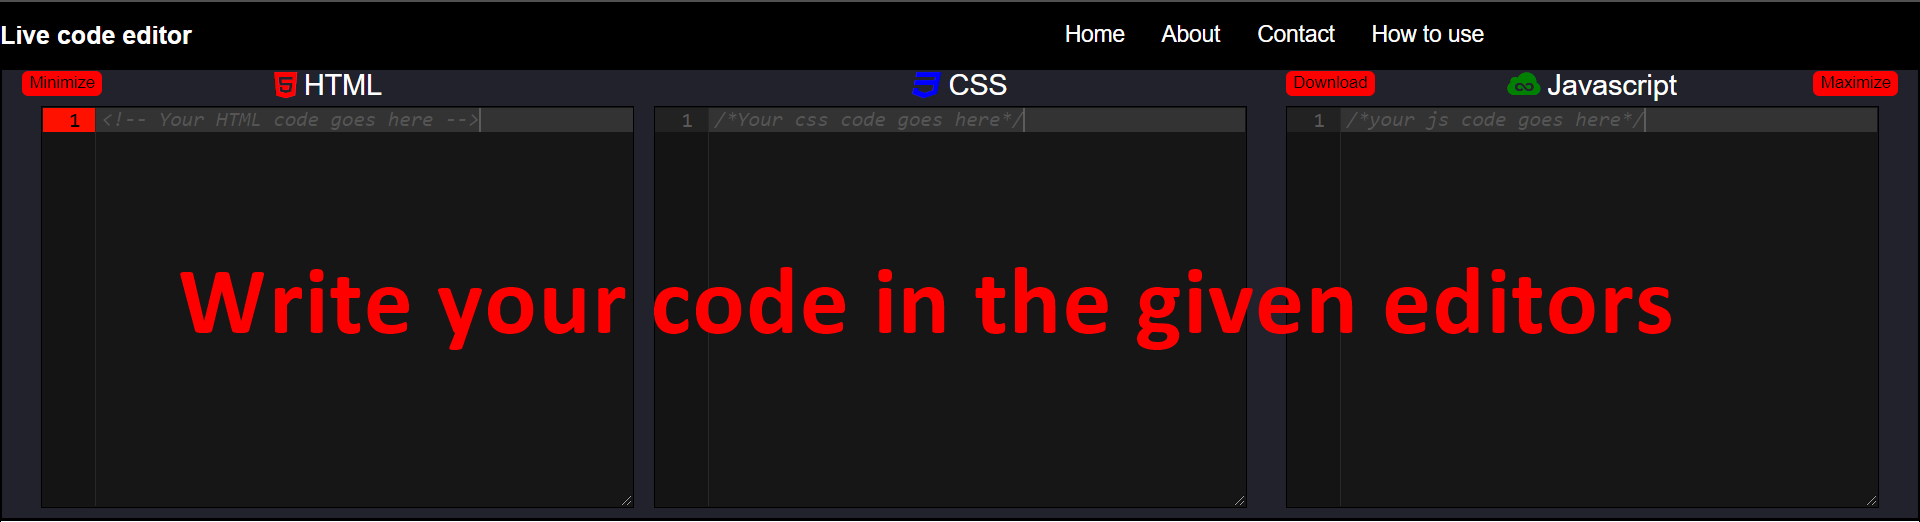 Live code editor Home About Contact How to use
Minimize HTML CSS Download Javascript Maximize
1 <!-- Your HTML code goes here --> 1 /*Your css code goes here*/ 1 /*your js code goes here*/
Write your code in the given editors